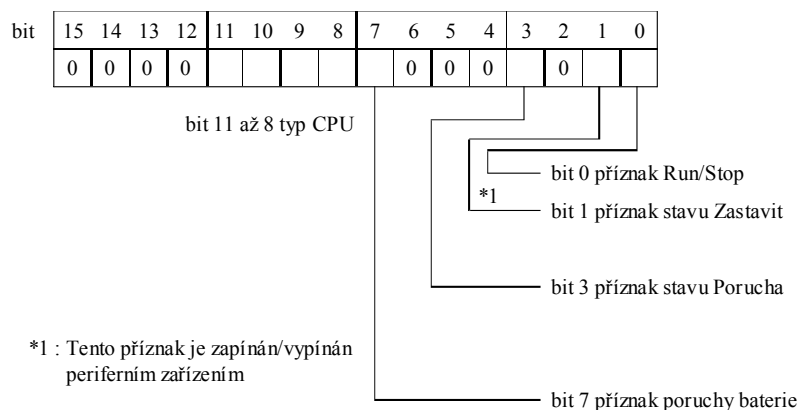 bit 15 14 13 12 11 10 9 8 7 6 5 4 3 2 1 0
0 0 0 0 0 0 0 0
bit 11 až 8 typ CPU
bit 0 příznak Run/Stop
*1
bit 1 příznak stavu Zastavit
bit 3 příznak stavu Porucha
*1 : Tento příznak je zapínán/vypínán
periferním zařízením
bit 7 příznak poruchy baterie